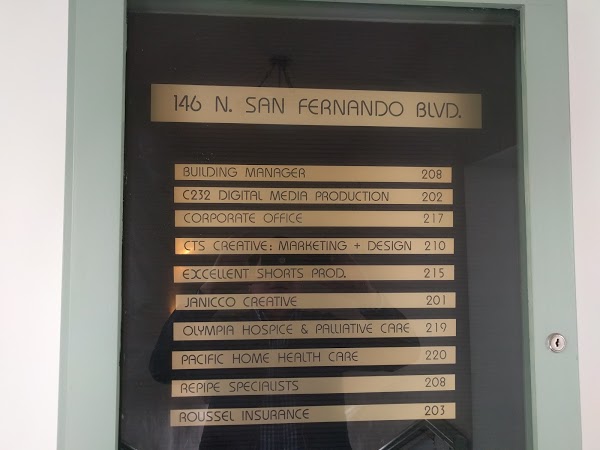 146 N. SAN FERNANDO BLVD.
BUILDING MANAGER 208
C232 DIGITAL MEDIA PRODUCTION 202
CORPORATE OFFICE 217
CTS CREATIVE: MARKETING + DESIGN 210
EXCELLENT SHORTS PROD. 215
JANICCO CREATIVE 201
OLYMPIA HOSPICE & PALLIATIVE CARE 219
PACIFIC HOME HEALTH CARE 220
REPIPE SPECIALISTS 208
ROUSSEL INSURANCE 203